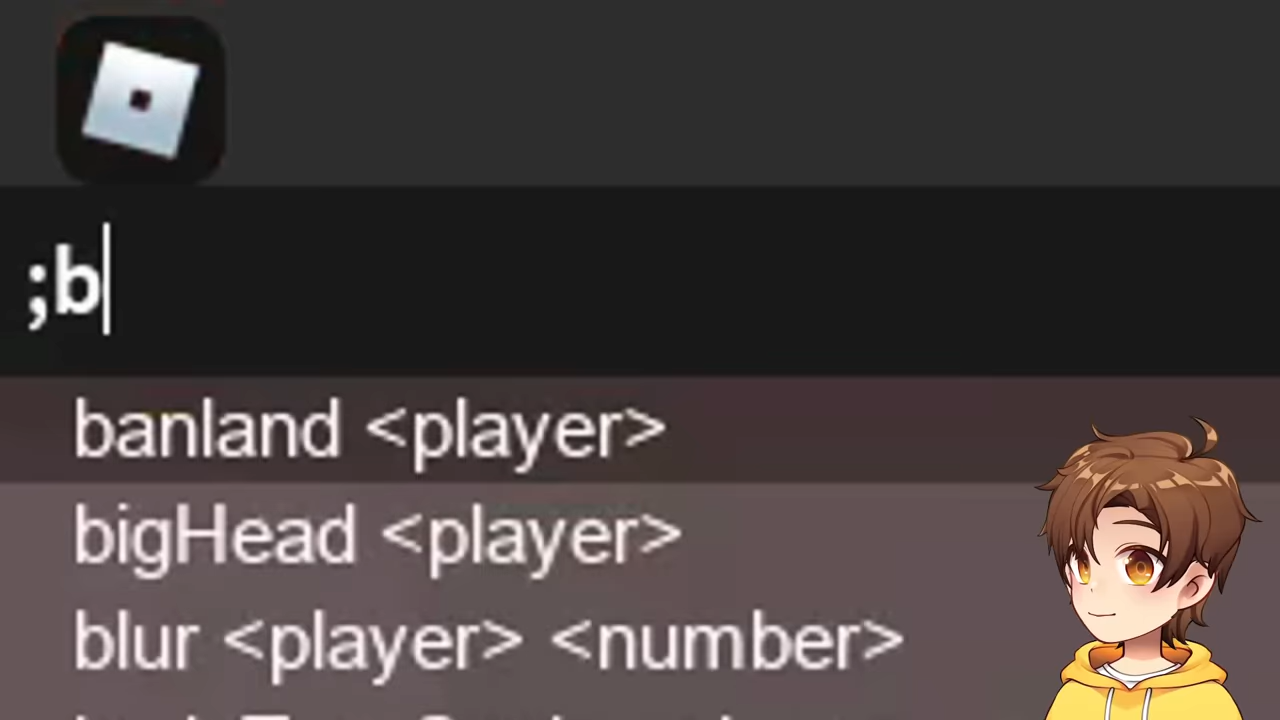 ;b
banland <player>
bigHead <player>
blur <player> <number>